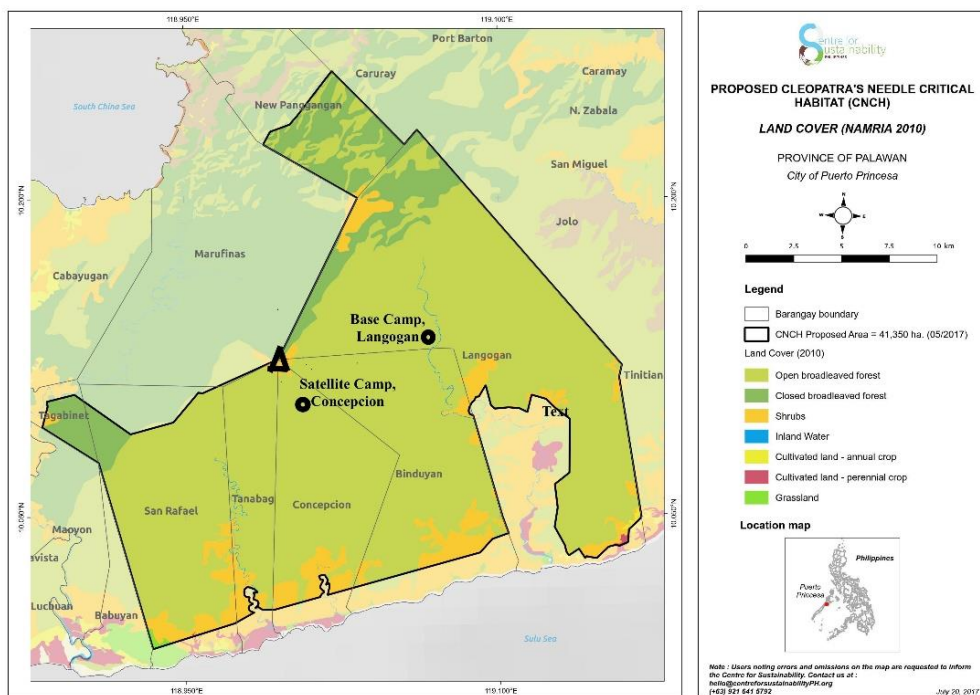 118.950°E
119.100°E
Port Barton
Caruray
Caramay
South China Sea
New Panggangan
N. Zabala
San Miguel
10.200°N
10.200°N
Jolo
Marufinas
Cabayugan
Base Camp,
Langogan
Langogan
Satellite Camp,
Concepcion
Tinitian
Tagabinet
Text
Binduyan
Tanabag
Concepcion
San Rafael
10.050°N
10.050°N
Maoyon
avista
Luchuan
Babuyan
Sulu Sea
118.950°E
119.100°E
Centre for
Sustainability
PHILIPPINES
PROPOSED CLEOPATRA'S NEEDLE CRITICAL
HABITAT (CNCH)
LAND COVER (NAMRIA 2010)
PROVINCE OF PALAWAN
City of Puerto Princesa
N
W
E
S
0 2.5 5 7.5 10 km
Legend
Barangay boundary
CNCH Proposed Area = 41,350 ha. (05/2017)
Land Cover (2010)
Open broadleaved forest
Closed broadleaved forest
Shrubs
Inland Water
Cultivated land - annual crop
Cultivated land - perennial crop
Grassland
Location map
Philippines
Puerto
Princesa
Note : Users noting errors and omissions on the map are requested to inform
the Centre for Sustainability. Contact us at :
hello@centreforsustainabilityPH.org
(+63) 921 641 5792
July 20, 2017